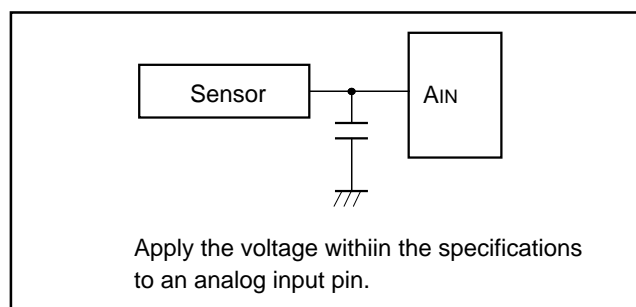 Sensor
AIN
Apply the voltage withiin the specifications
to an analog input pin.